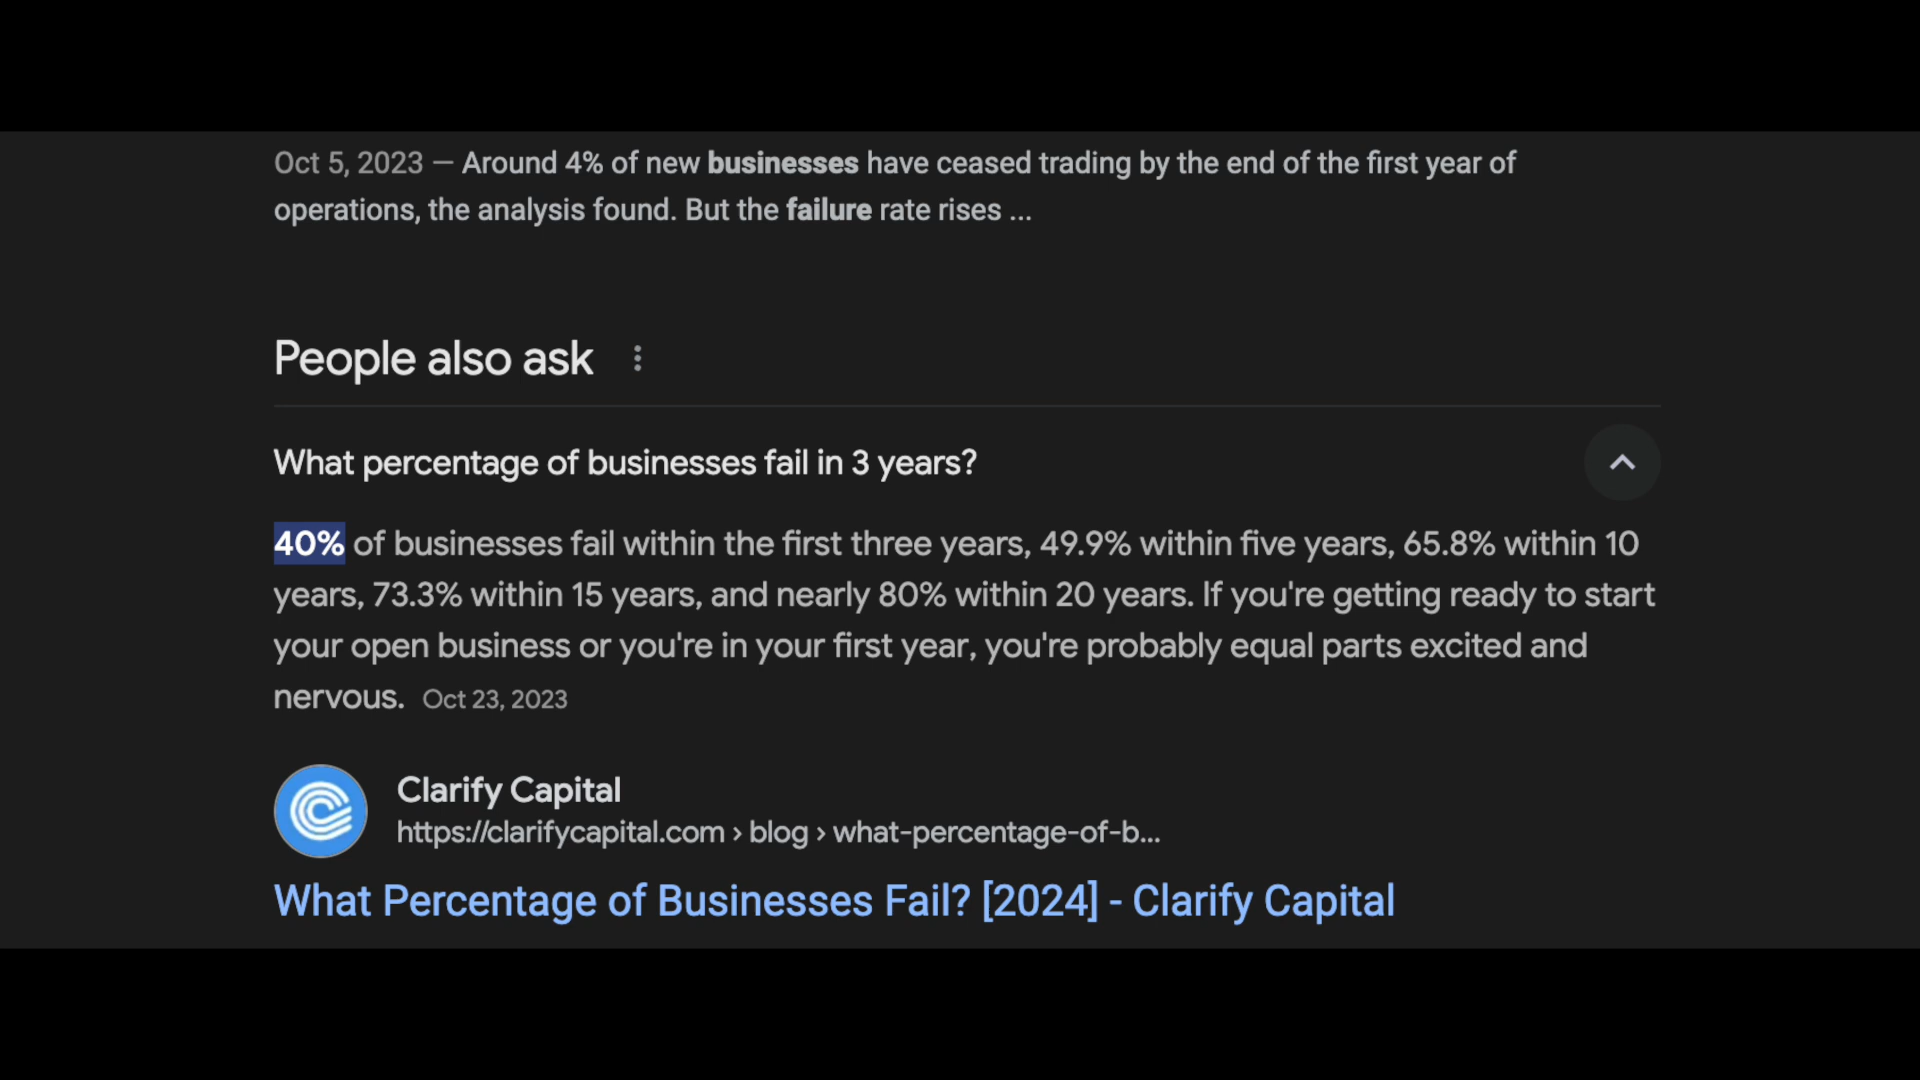 Oct 5, 2023 — Around 4% of new businesses have ceased trading by the end of the first year of
operations, the analysis found. But the failure rate rises ...
People also ask
What percentage of businesses fail in 3 years?
40% of businesses fail within the first three years, 49.9% within five years, 65.8% within 10
years, 73.3% within 15 years, and nearly 80% within 20 years. If you're getting ready to start
your open business or you're in your first year, you're probably equal parts excited and
nervous. Oct 23, 2023
Clarify Capital
https://clarifycapital.com › blog › what-percentage-of-b...
What Percentage of Businesses Fail? [2024] - Clarify Capital